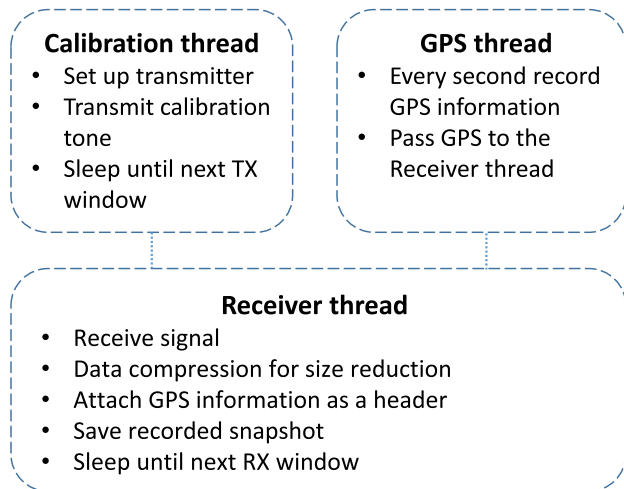 Calibration thread
• Set up transmitter
• Transmit calibration
tone
• Sleep until next TX
window
GPS thread
• Every second record
GPS information
• Pass GPS to the
Receiver thread
Receiver thread
• Receive signal
• Data compression for size reduction
• Attach GPS information as a header
• Save recorded snapshot
• Sleep until next RX window